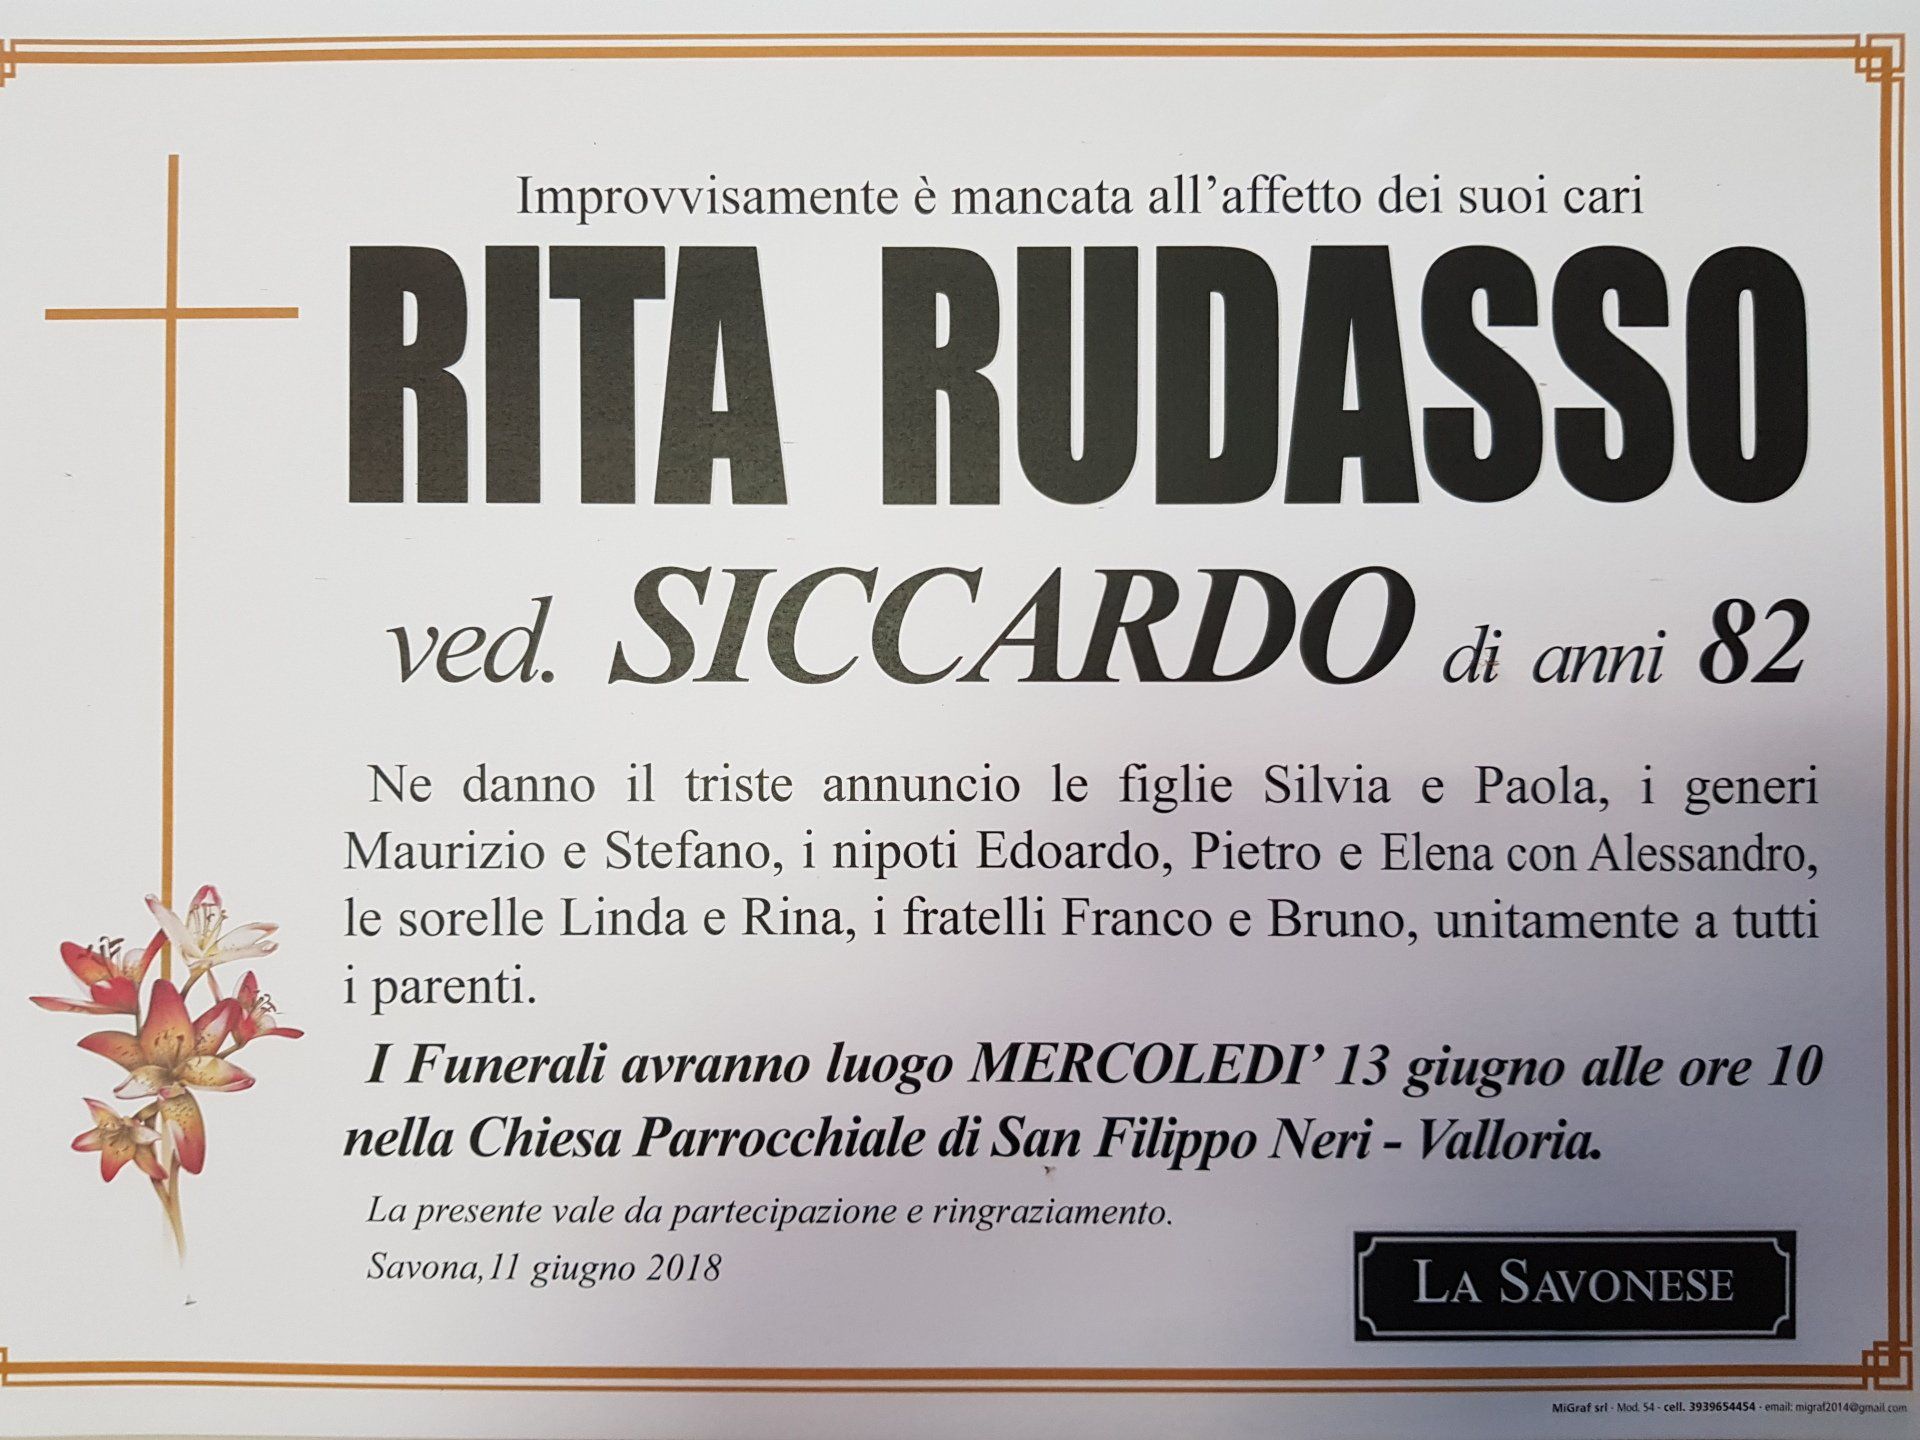 Improvvisamente è mancata all'affetto dei suoi cari
RITA RUDASSO
ved. SICCARDO di anni 82
Ne danno il triste annuncio le figlie Silvia e Paola, i generi
Maurizio e Stefano, i nipoti Edoardo, Pietro e Elena con Alessandro,
le sorelle Linda e Rina, i fratelli Franco e Bruno, unitamente a tutti
i parenti.
I Funerali avranno luogo MERCOLEDI' 13 giugno alle ore 10
nella Chiesa Parrocchiale di San Filippo Neri - Valloria.
La presente vale da partecipazione e ringraziamento.
Savona,11 giugno 2018
LA SAVONESE
MiGraf srl - Mod. 54 - cell. 3939654454 - email: migraf2014@gmail.com